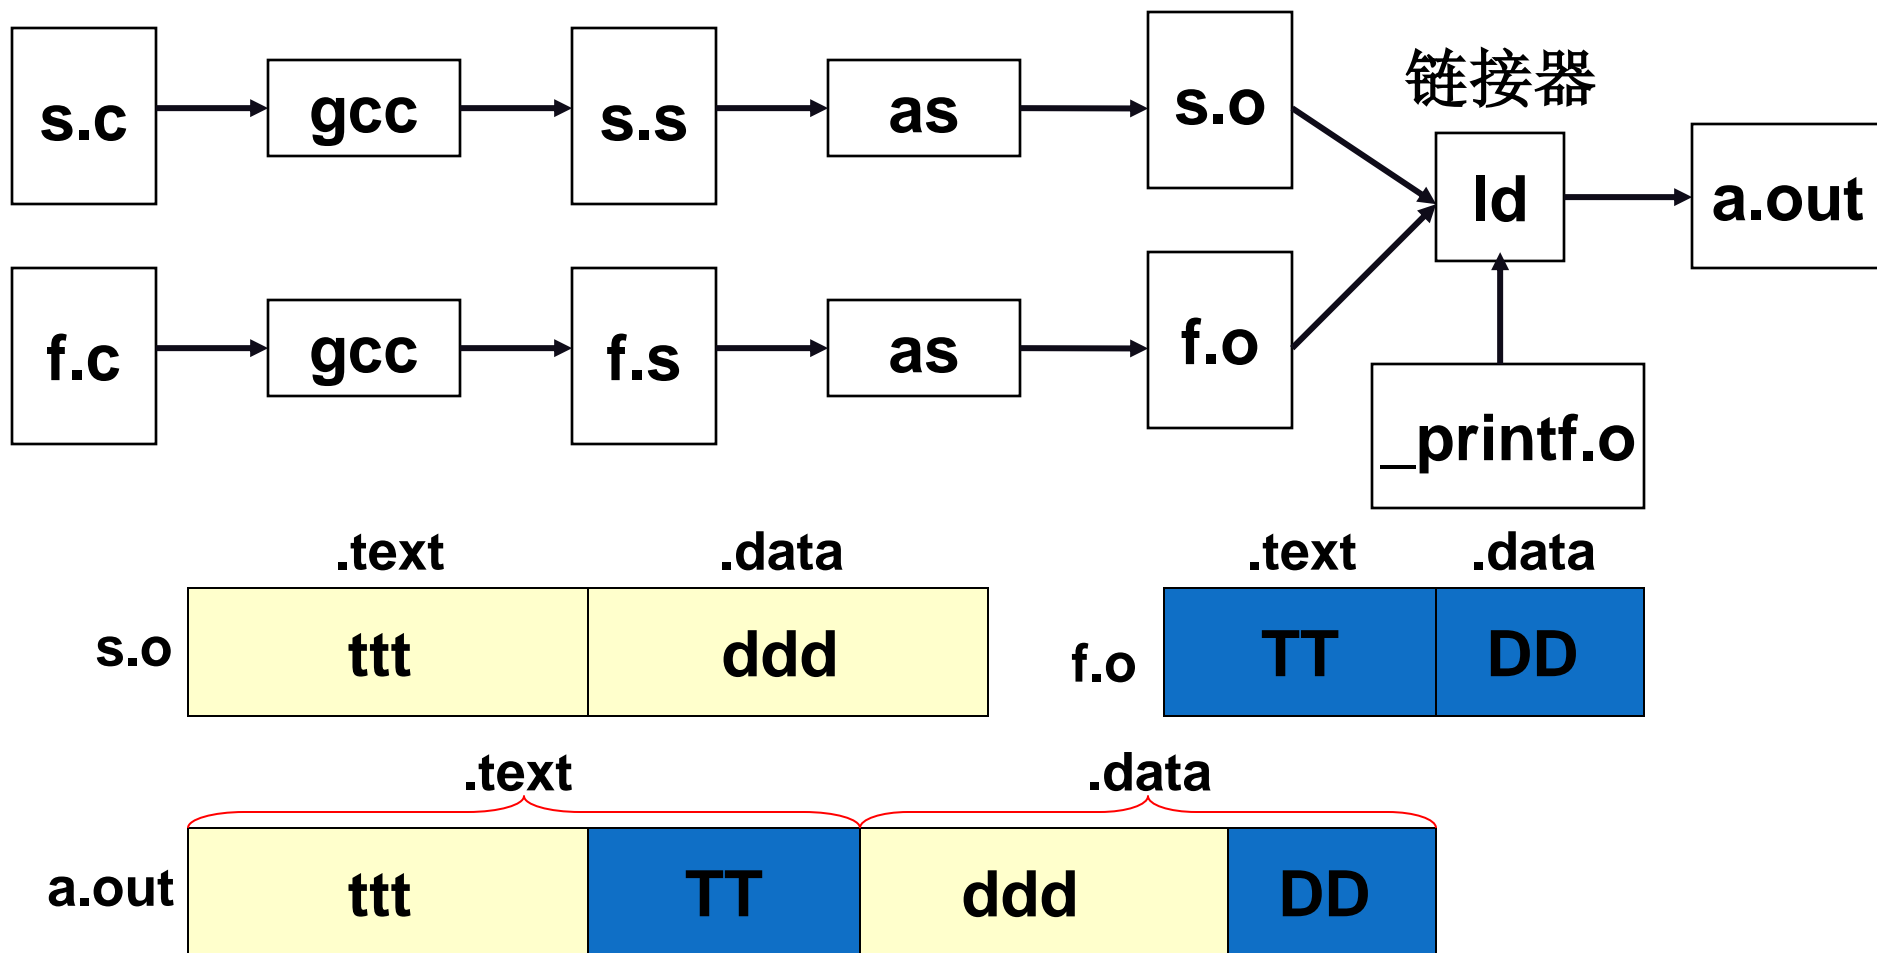 s.c
gcc
s.s
as
s.o
链接器
ld
a.out
f.c
gcc
f.s
as
f.o
_printf.o
.text
.data
.text
.data
s.o
ttt
ddd
f.o
TT
DD
.text
.data
a.out
ttt
TT
ddd
DD